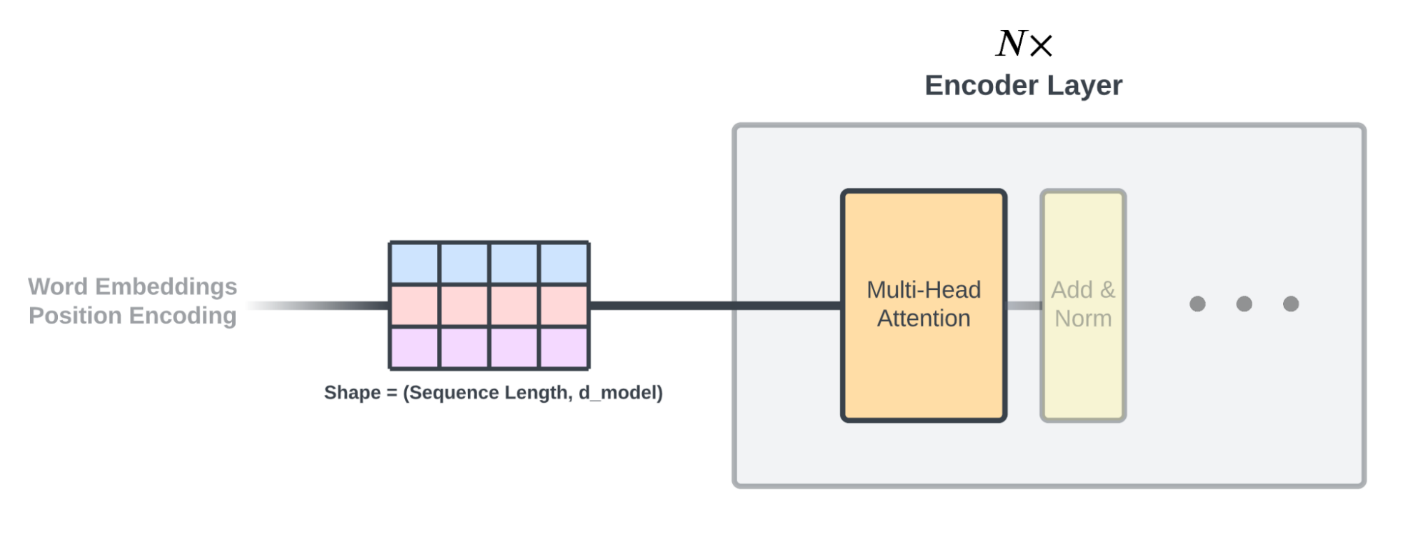 N×
Encoder Layer
Word Embeddings
Position Encoding
Multi-Head
Attention
Add &
Norm
Shape = (Sequence Length, d_model)